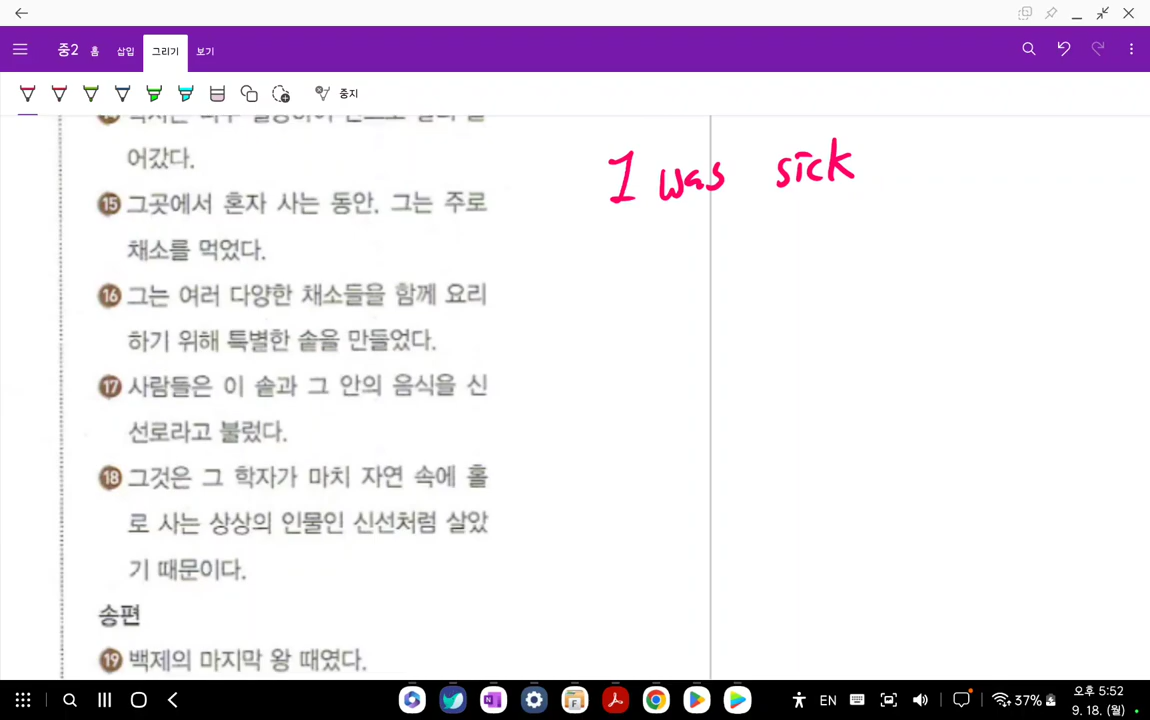 중2 홈 삽입 그리기 보기
중지
어갔다.
I was sick
15 그곳에서 혼자 사는 동안, 그는 주로
채소를 먹었다.
16 그는 여러 다양한 채소들을 함께 요리
하기 위해 특별한 솥을 만들었다.
17 사람들은 이 솥과 그 안의 음식을 신
선로라고 불렀다.
18 그것은 그 학자가 마치 자연 속에 홀
로 사는 상상의 인물인 신선처럼 살았
기 때문이다.
송편
19 백제의 마지막 왕 때였다.
EN 37% 오후 5:52
9. 18. (월)